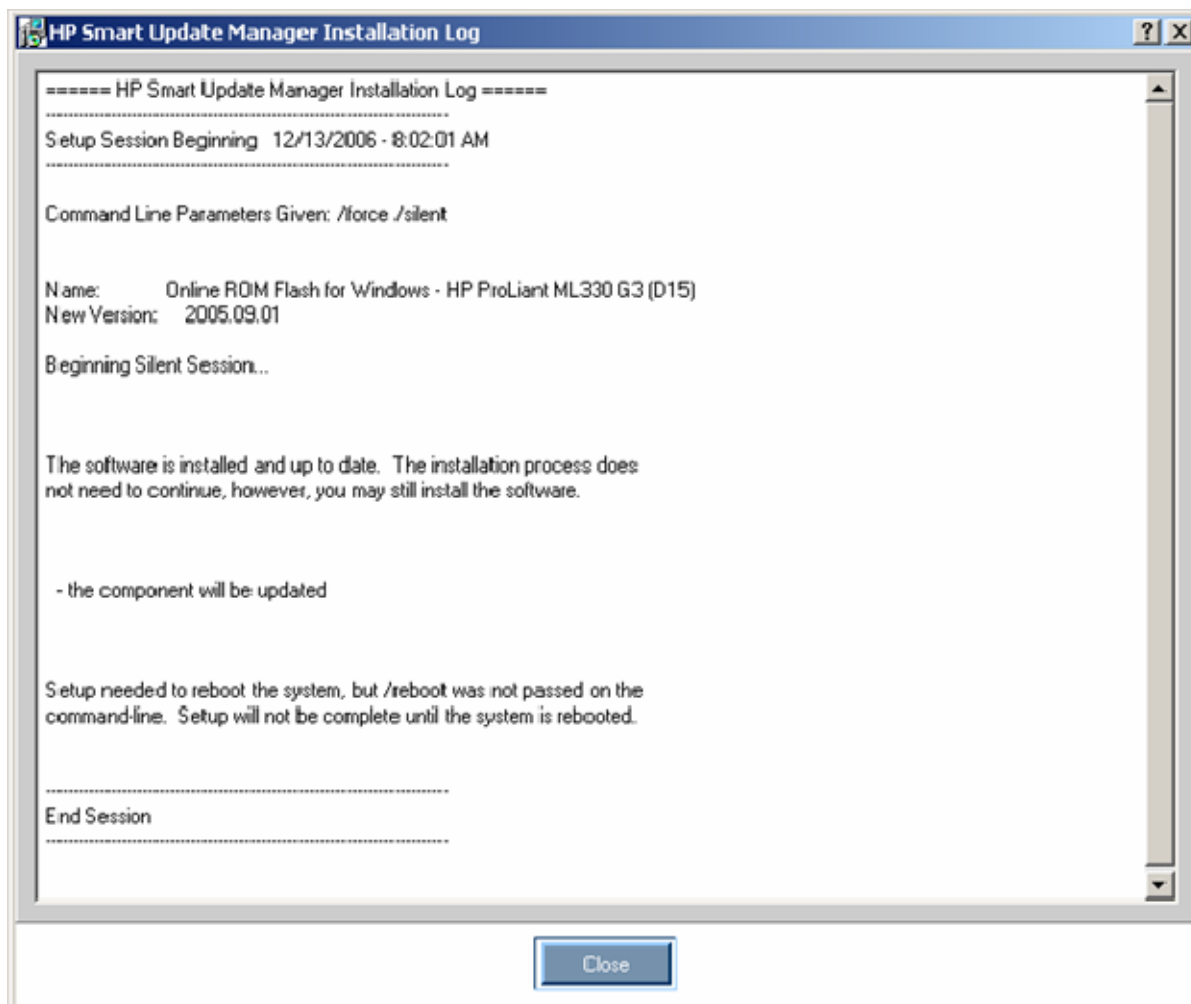 HP Smart Update Manager Installation Log
====== HP Smart Update Manager Installation Log ======
Setup Session Beginning 12/13/2006 - 8:02:01 AM
Command Line Parameters Given: /force /silent
Name: Online ROM Flash for Windows - HP ProLiant ML330 G3 (D15)
New Version: 2005.09.01
Beginning Silent Session...
The software is installed and up to date. The installation process does
not need to continue, however, you may still install the software.
- the component will be updated
Setup needed to reboot the system, but /reboot was not passed on the
command-line. Setup will not be complete until the system is rebooted.
End Session
Close